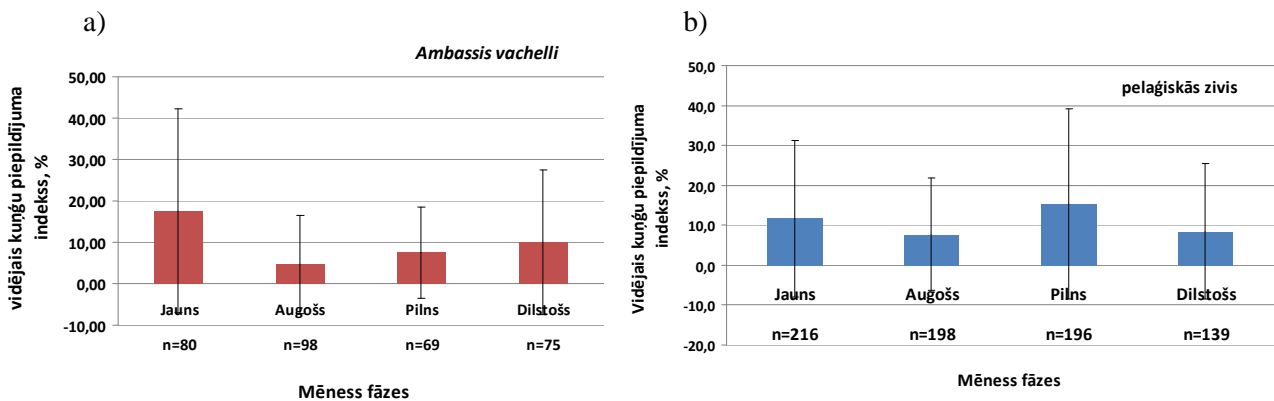 a)
Ambassis vachelli
vidējais kuņģu piepildījuma
indekss, %
50,00
40,00
30,00
20,00
10,00
0,00
-10,00
Jauns Augošs Pilns Dilstošs
n=80 n=98 n=69 n=75
Mēness fāzes
b)
pelaģiskās zivis
Vidējais kuņģu piepildījuma
indekss, %
50,0
40,0
30,0
20,0
10,0
0,0
-10,0
-20,0
Jauns Augošs Pilns Dilstošs
n=216 n=198 n=196 n=139
Mēness fāzes